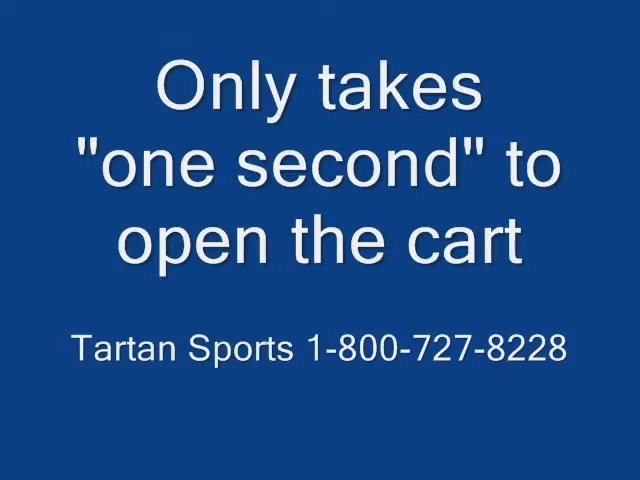 Only takes
"one second" to
open the cart
Tartan Sports 1-800-727-8228